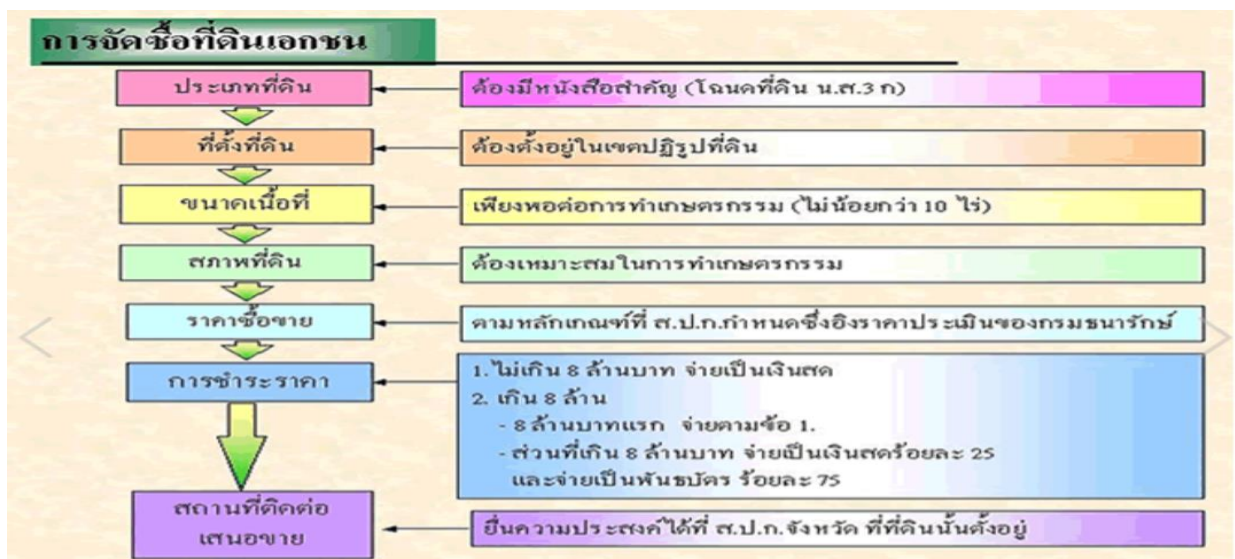 การจัดซื้อที่ดินเอกชน
ประเภทที่ดิน
ต้องมีหนังสือสำคัญ (โฉนดที่ดิน น.ส.3 ก)
ที่ตั้งที่ดิน
ต้องตั้งอยู่ในเขตปฏิรูปที่ดิน
ขนาดเนื้อที่
เพียงพอต่อการทำเกษตรกรรม (ไม่น้อยกว่า 10 ไร่)
สภาพที่ดิน
ต้องเหมาะสมในการทำเกษตรกรรม
ราคาซื้อขาย
ตามหลักเกณฑ์ที่ ส.ป.ก.กำหนดซึ่งอิงราคาประเมินของกรมธนารักษ์
การชำระราคา
1. ไม่เกิน 8 ล้านบาท จ่ายเป็นเงินสด
2. เกิน 8 ล้าน
- 8 ล้านบาทแรก จ่ายตามข้อ 1.
- ส่วนที่เกิน 8 ล้านบาท จ่ายเป็นเงินสดร้อยละ 25
และจ่ายเป็นพันธบัตร ร้อยละ 75
สถานที่ติดต่อ
เสนอขาย
ยื่นความประสงค์ได้ที่ ส.ป.ก.จังหวัด ที่ที่ดินนั้นตั้งอยู่